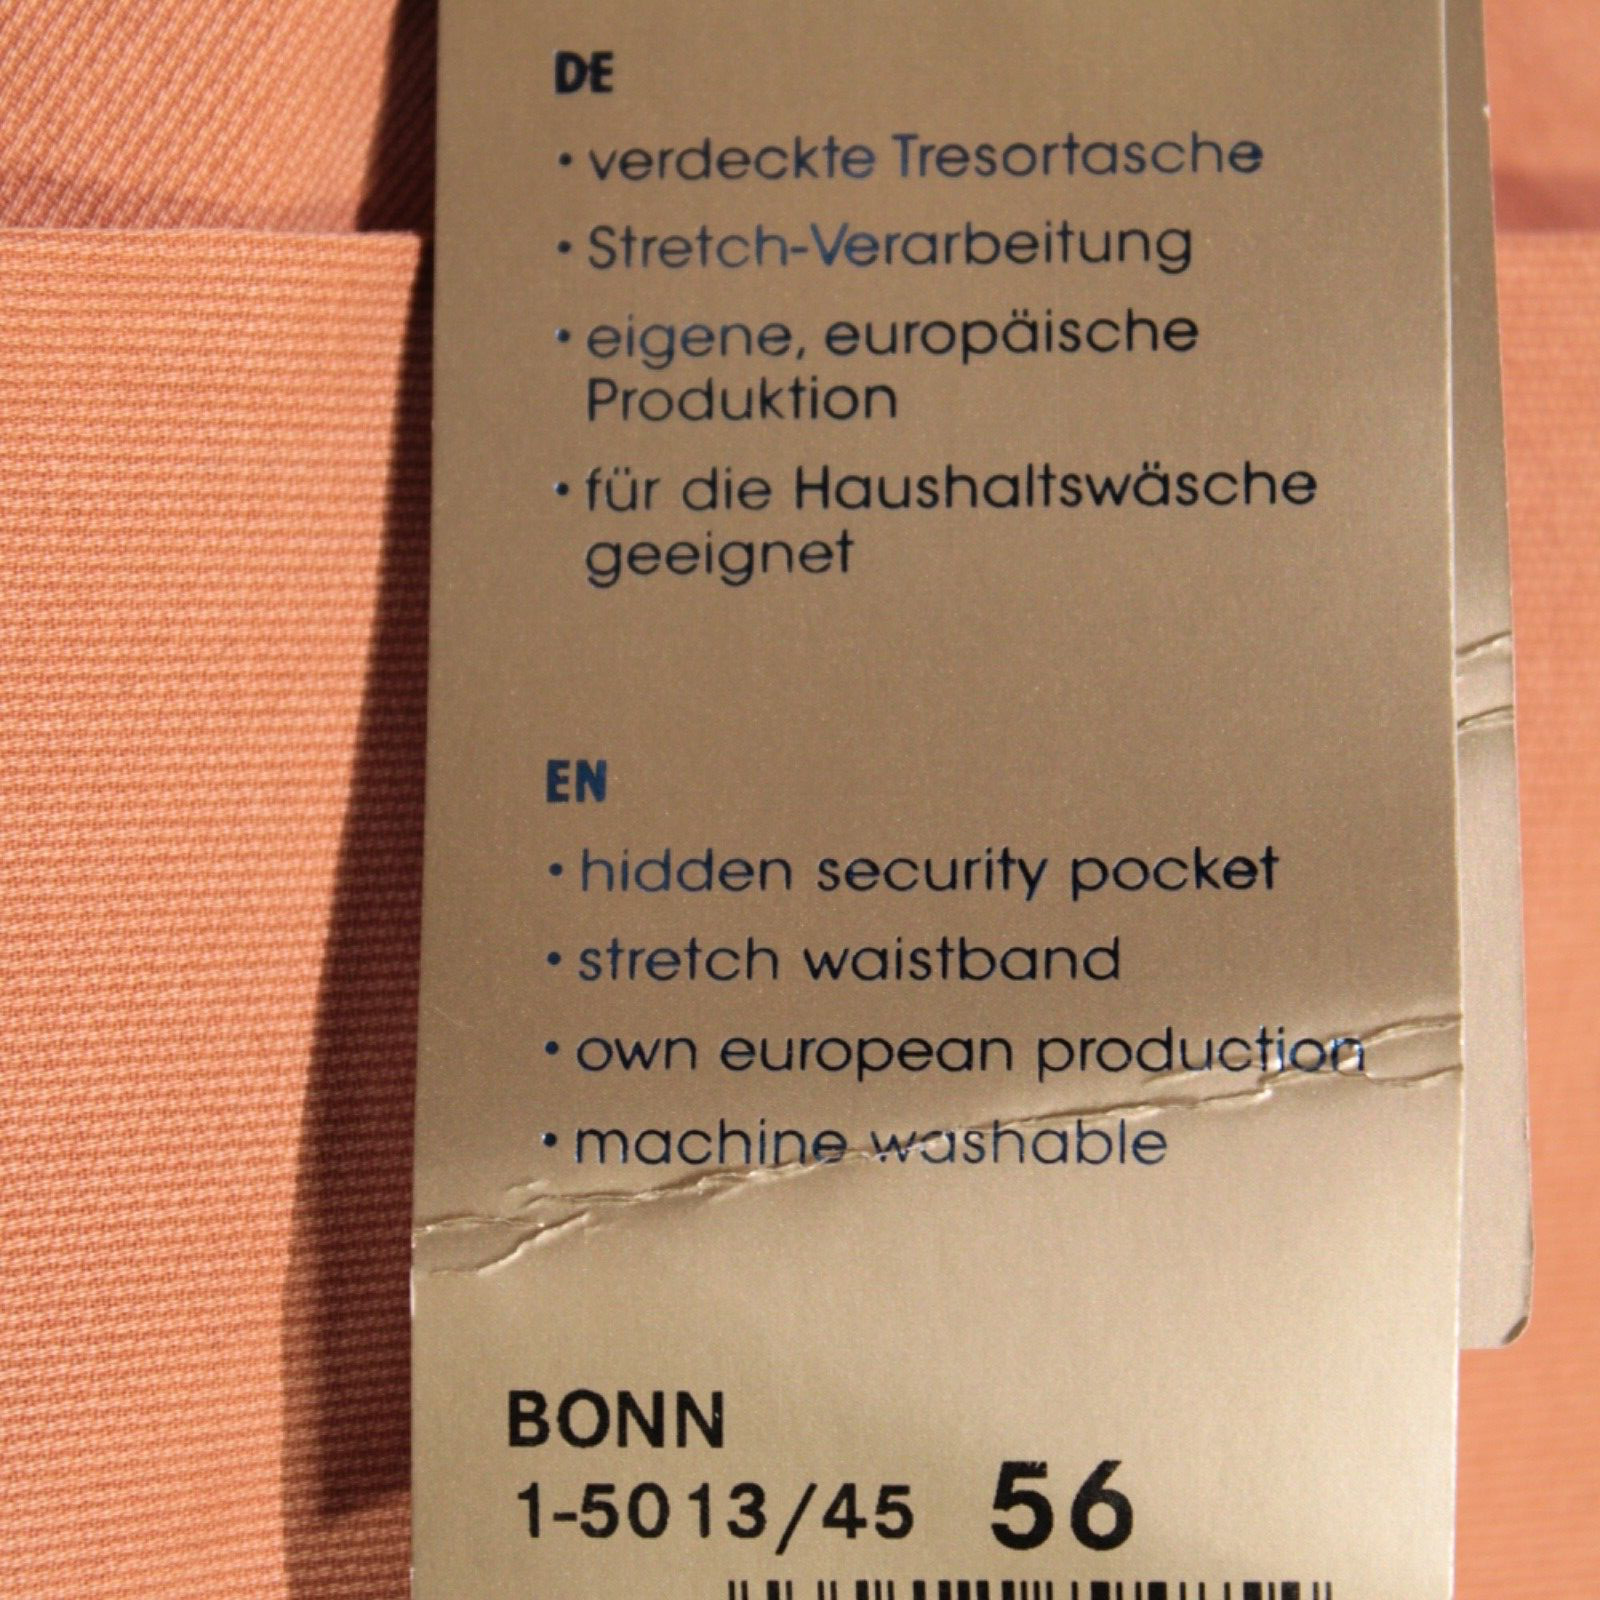 DE
• verdeckte Tresortasche
• Stretch-Verarbeitung
• eigene, europäische
Produktion
• für die Haushaltswäsche
geeignet
EN
• hidden security pocket
• stretch waistband
• own european production
• machine washable
BONN
1-5013/45 56